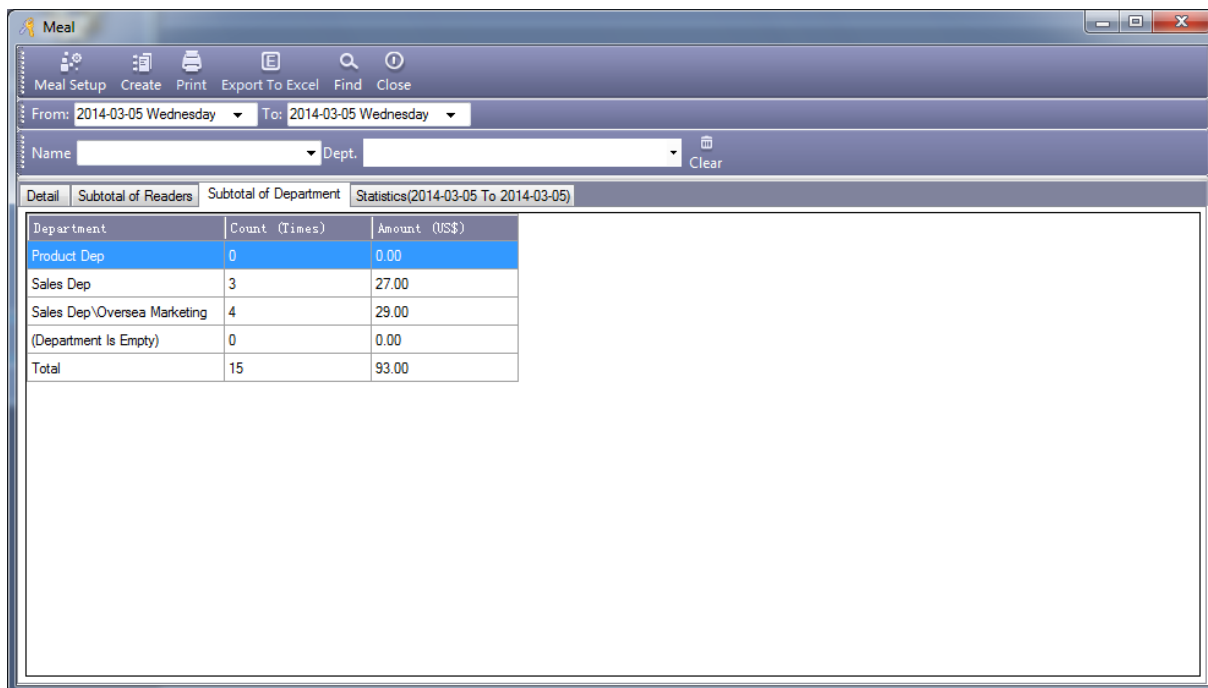 Meal
Meal Setup Create Print Export To Excel Find Close
From: 2014-03-05 Wednesday To: 2014-03-05 Wednesday
Name Dept. Clear
Detail Subtotal of Readers Subtotal of Department Statistics(2014-03-05 To 2014-03-05)
Department Count (Times) Amount (US$)
Product Dep 0 0.00
Sales Dep 3 27.00
Sales Dep\Oversea Marketing 4 29.00
(Department Is Empty) 0 0.00
Total 15 93.00